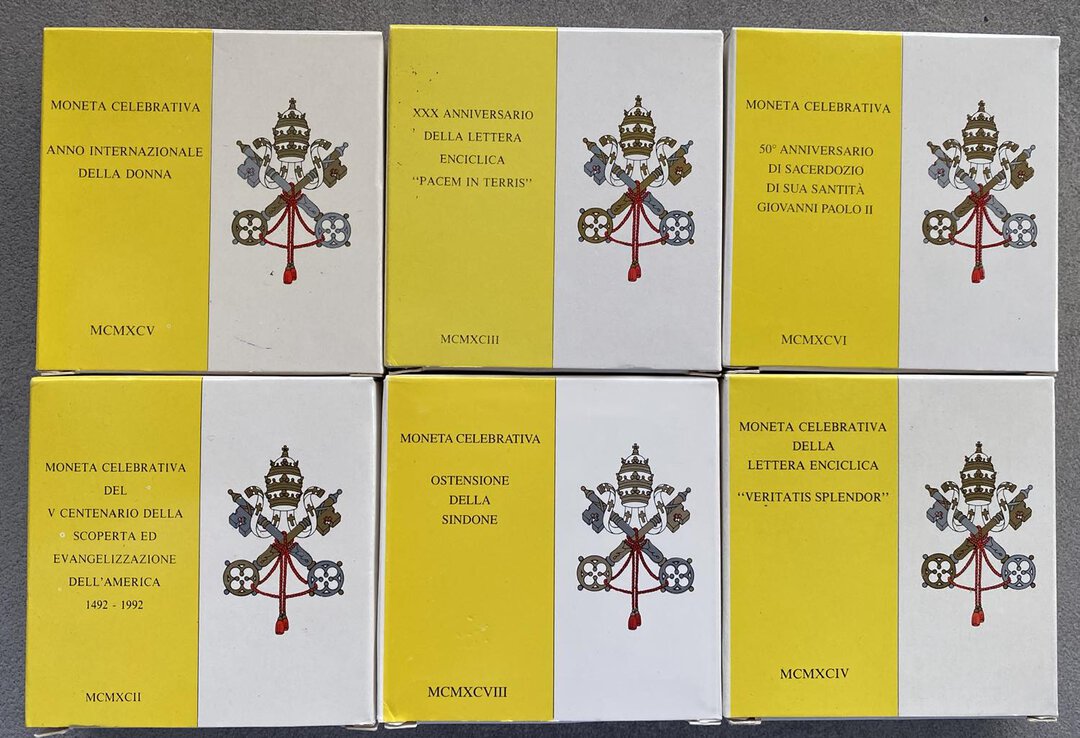 MONETA CELEBRATIVA
ANNO INTERNAZIONALE
DELLA DONNA
MCMXCV
XXX ANNIVERSARIO
DELLA LETTERA
ENCICLICA
"PACEM IN TERRIS"
MCMXCIII
MONETA CELEBRATIVA
50° ANNIVERSARIO
DI SACERDOZIO
DI SUA SANTITÀ
GIOVANNI PAOLO II
MCMXCVI
MONETA CELEBRATIVA
DEL
V CENTENARIO DELLA
SCOPERTA ED
EVANGELIZZAZIONE
DELL'AMERICA
1492 - 1992
MCMXCII
MONETA CELEBRATIVA
OSTENSIONE
DELLA
SINDONE
MCMXCVIII
MONETA CELEBRATIVA
DELLA
LETTERA ENCICLICA
"VERITATIS SPLENDOR"
MCMXCIV